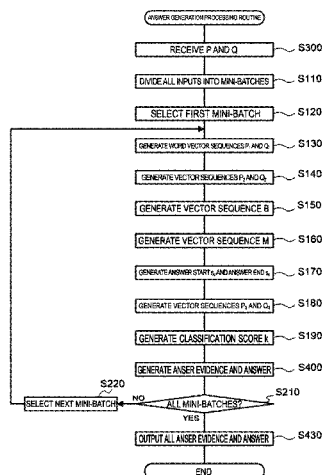 ANSWER GENERATION PROCESSING ROUTINE
RECEIVE P AND Q
S300
DIVIDE ALL INPUTS INTO MINI-BATCHES
S110
SELECT FIRST MINI-BATCH
S120
GENERATE WORD VECTOR SEQUENCES P₁ AND Q₁
S130
GENERATE VECTOR SEQUENCES P₂ AND Q₂
S140
GENERATE VECTOR SEQUENCE B
S150
GENERATE VECTOR SEQUENCE M
S160
GENERATE ANSWER START sₛ AND ANSWER END sₑ
S170
GENERATE VECTOR SEQUENCES P₃ AND Q₃
S180
GENERATE CLASSIFICATION SCORE k
S190
GENERATE ANSER EVIDENCE AND ANSWER
S400
S220
SELECT NEXT MINI-BATCH
NO
ALL MINI-BATCHES?
S210
YES
OUTPUT ALL ANSER EVIDENCE AND ANSWER
S430
END